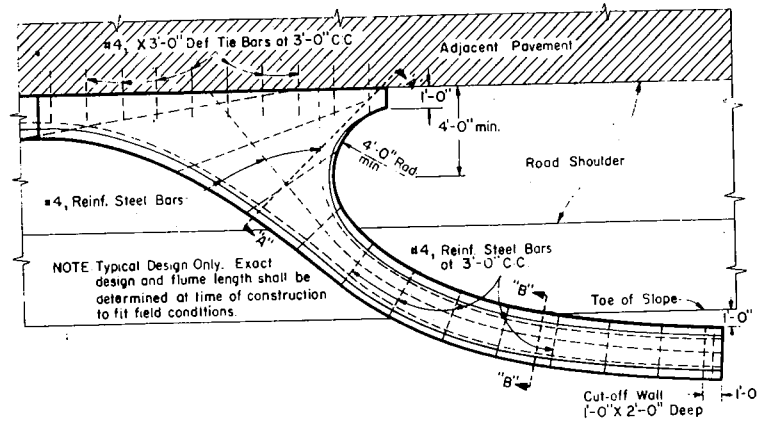 #4, X 3'-0" Def Tie Bars at 3'-0" C.C.
Adjacent Pavement
1'-0"
4'-0" min.
4'-0" Rad.
min
Road Shoulder
#4, Reinf. Steel Bars
"A"
#4, Reinf. Steel Bars
at 3'-0" C.C.
NOTE: Typical Design Only. Exact
design and flume length shall be
determined at time of construction
to fit field conditions.
"B"
Toe of Slope
1'-0"
"B"
Cut-off Wall
1'-0" X 2'-0" Deep
1'-0